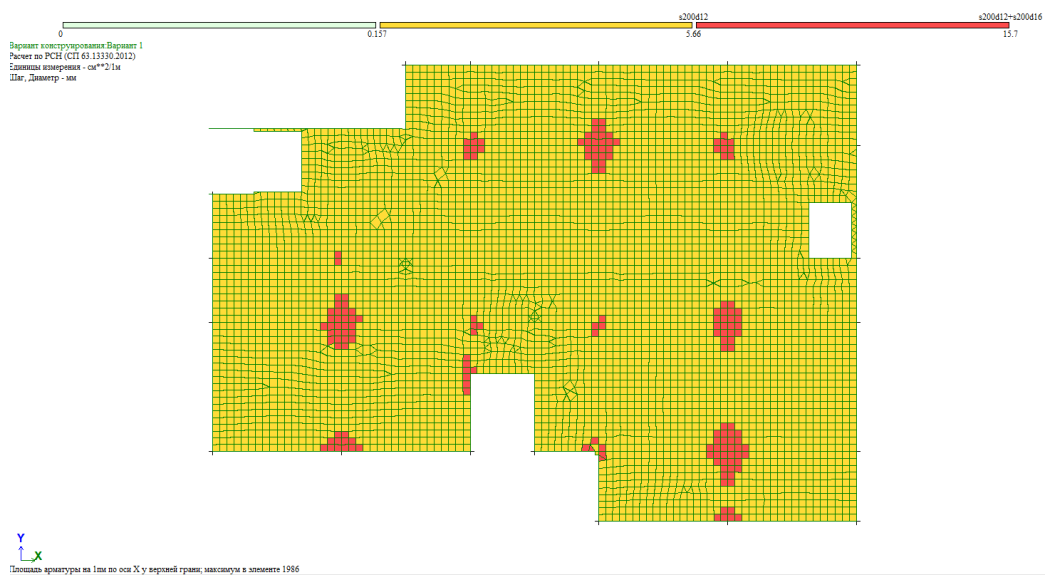 s200d12
s200d12+s200d16
0
0.157
5.66
15.7
Вариант конструирования:Вариант 1
Расчет по РСН (СП 63.13330.2012)
Единицы измерения - см**2/1м
Шаг, Диаметр - мм
Y
X
Площадь арматуры на 1пм по оси X у верхней грани; максимум в элементе 1986